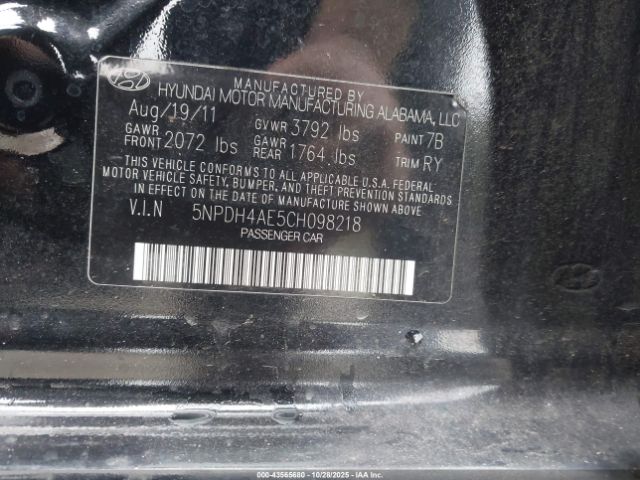 MANUFACTURED BY
HYUNDAI MOTOR MANUFACTURING ALABAMA, LLC
Aug/19/11 GVWR 3792 lbs PAINT 7B
GAWR FRONT 2072 lbs GAWR REAR 1764 lbs TRIM RY
THIS VEHICLE CONFORMS TO ALL APPLICABLE U.S.A. FEDERAL
MOTOR VEHICLE SAFETY, BUMPER, AND THEFT PREVENTION STANDARDS
IN EFFECT ON THE DATE OF MANUFACTURE SHOWN ABOVE.
V.I.N 5NPDH4AE5CH098218
PASSENGER CAR
000-43565680 | 10/28/2025 - IAA, Inc.